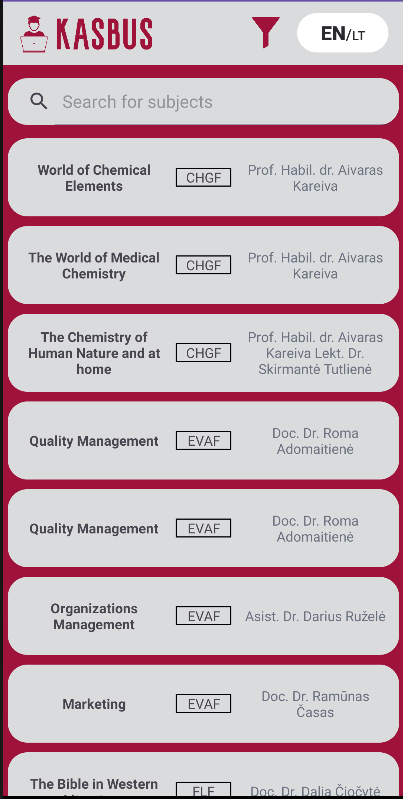 KASBUS
EN/LT
Search for subjects
World of Chemical
Elements
CHGF
Prof. Habil. dr. Aivaras
Kareiva
The World of Medical
Chemistry
CHGF
Prof. Habil. dr. Aivaras
Kareiva
The Chemistry of
Human Nature and at
home
CHGF
Prof. Habil. dr. Aivaras
Kareiva Lekt. Dr.
Skirmantė Tutlienė
Quality Management
EVAF
Doc. Dr. Roma
Adomaitienė
Quality Management
EVAF
Doc. Dr. Roma
Adomaitienė
Organizations
Management
EVAF
Asist. Dr. Darius Ruželė
Marketing
EVAF
Doc. Dr. Ramūnas
Časas
The Bible in Western
FLF
Doc. Dr. Dalia Čiočytė